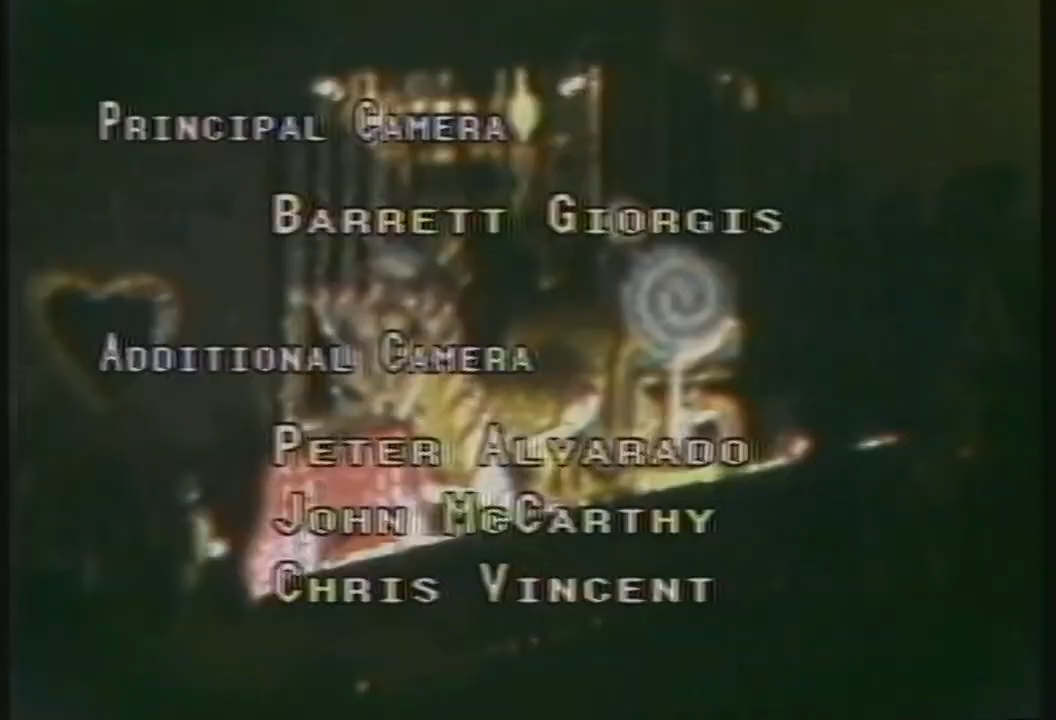 Principal Camera
Barrett Giorgis
Additional Camera
Peter Alvarado
John McCarthy
Chris Vincent